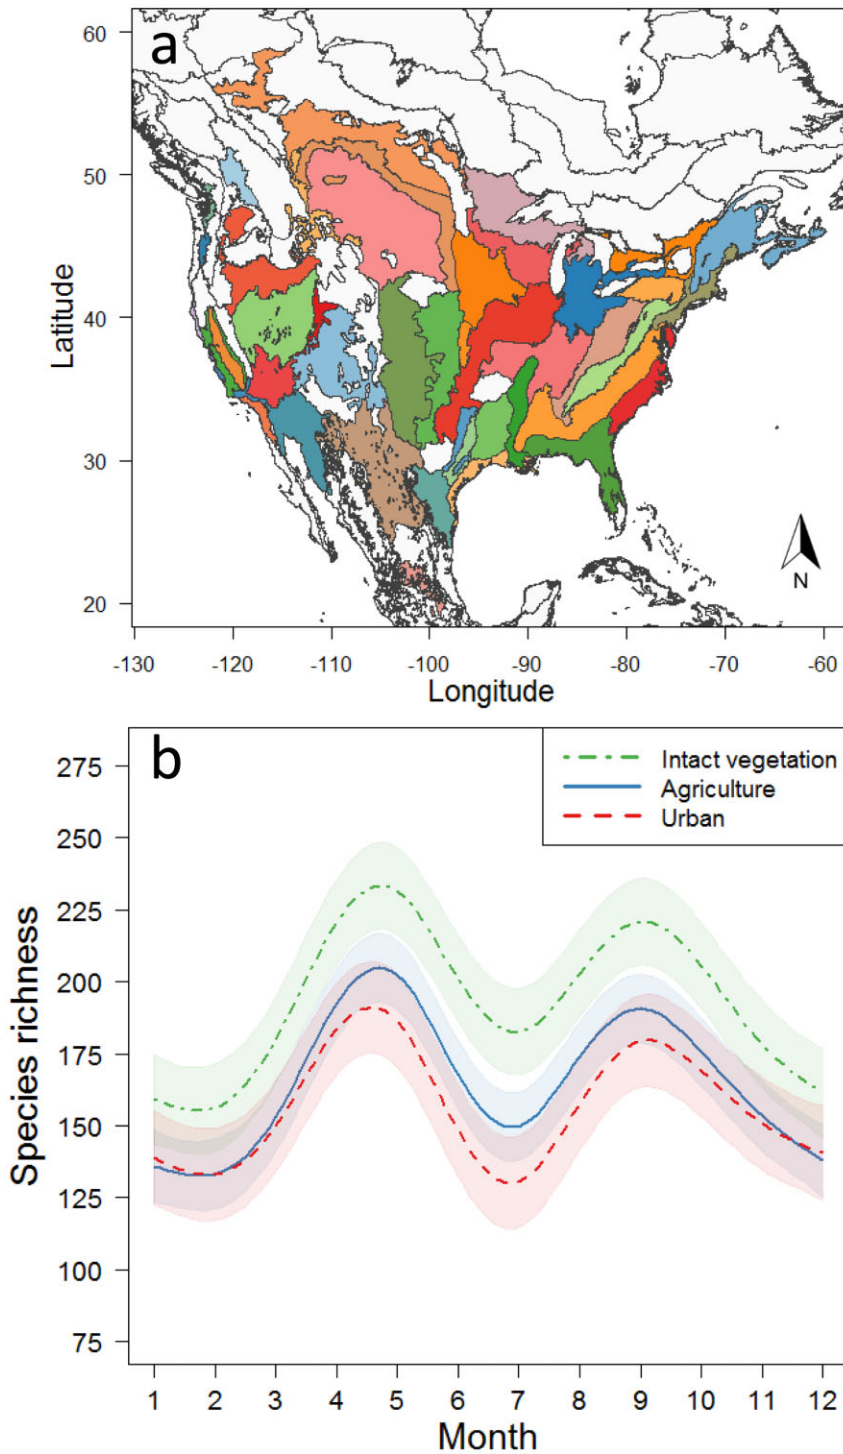 a
60
50
40
30
20
Latitude
N
-130 -120 -110 -100 -90 -80 -70 -60
Longitude
b
Intact vegetation
Agriculture
Urban
275
250
225
200
175
150
125
100
75
Species richness
1 2 3 4 5 6 7 8 9 10 11 12
Month